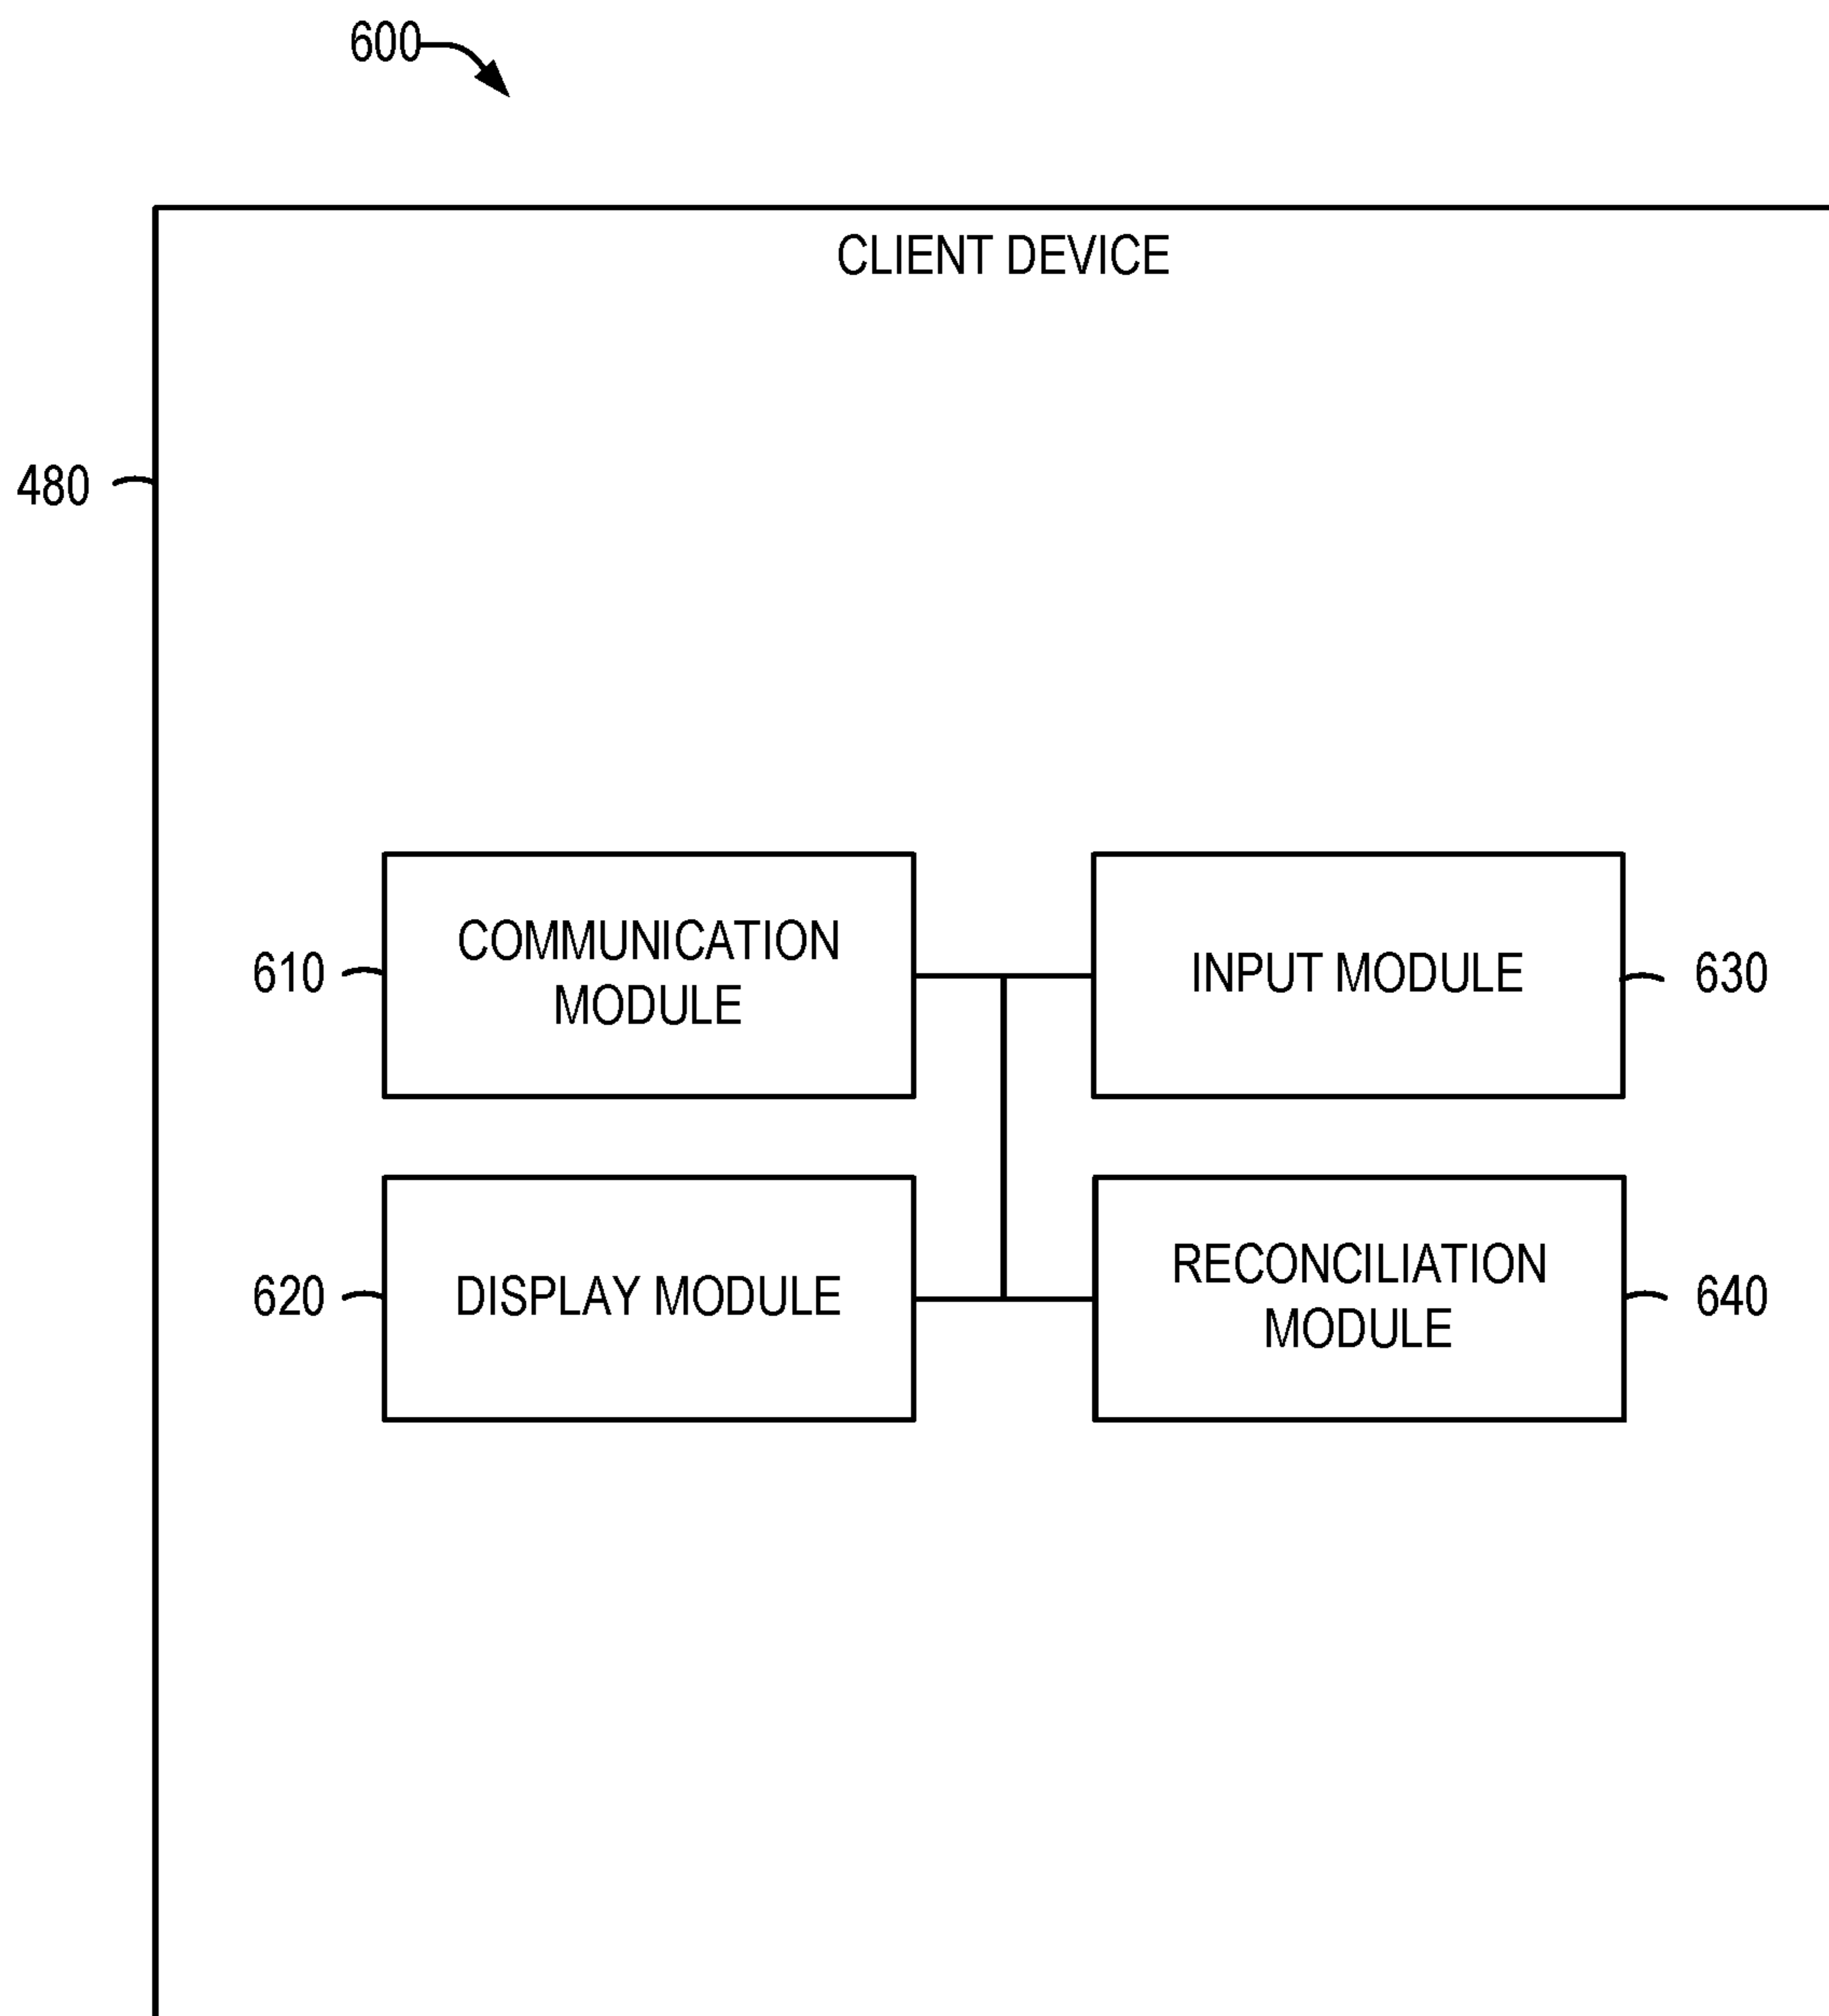 600
CLIENT DEVICE
480
COMMUNICATION
MODULE
610
INPUT MODULE
630
DISPLAY MODULE
620
RECONCILIATION
MODULE
640